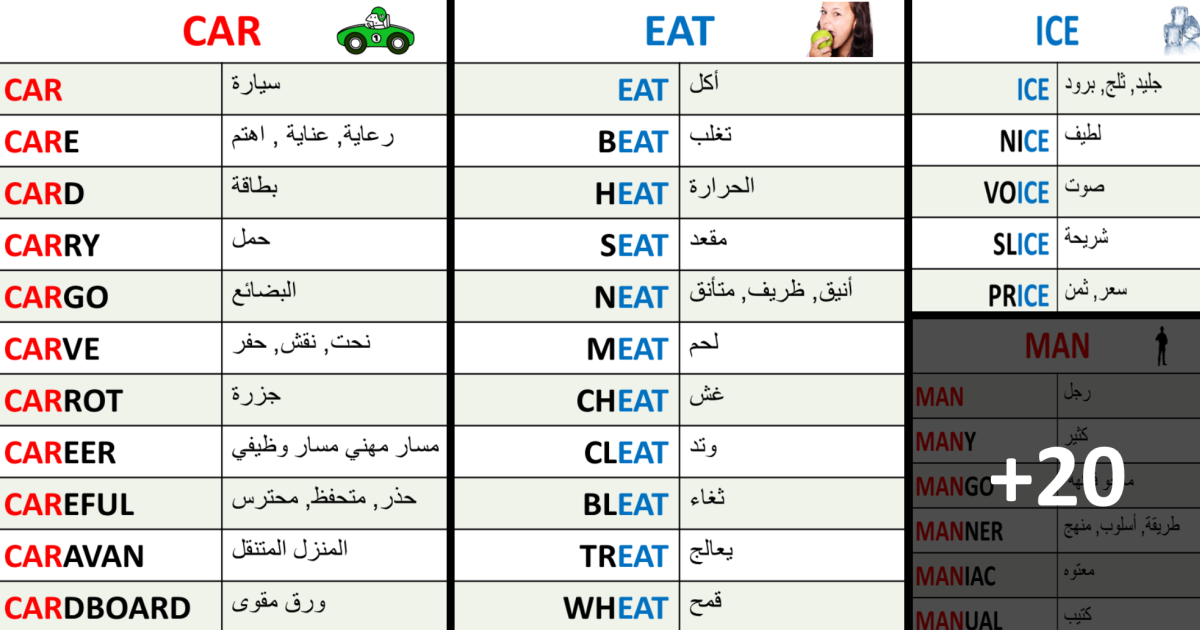 CAR
CAR سيارة
CARE رعاية, عناية , اهتم
CARD بطاقة
CARRY حمل
CARGO البضائع
CARVE نحت, نقش, حفر
CARROT جزرة
CAREER مسار مهني مسار وظيفي
CAREFUL حذر, متحفظ, محترس
CARAVAN المنزل المتنقل
CARDBOARD ورق مقوى
EAT
EAT أكل
BEAT تغلب
HEAT الحرارة
SEAT مقعد
NEAT أنيق, ظريف, متأنق
MEAT لحم
CHEAT غش
CLEAT وتد
BLEAT ثغاء
TREAT يعالج
WHEAT قمح
ICE
ICE جليد, ثلج, برود
NICE لطيف
VOICE صوت
SLICE شريحة
PRICE سعر, ثمن
MAN
MAN رجل
MANY كثير
MANGO
+20
MANNER طريقة, أسلوب, منهج
MANIAC معتوه
MANUAL كتيب